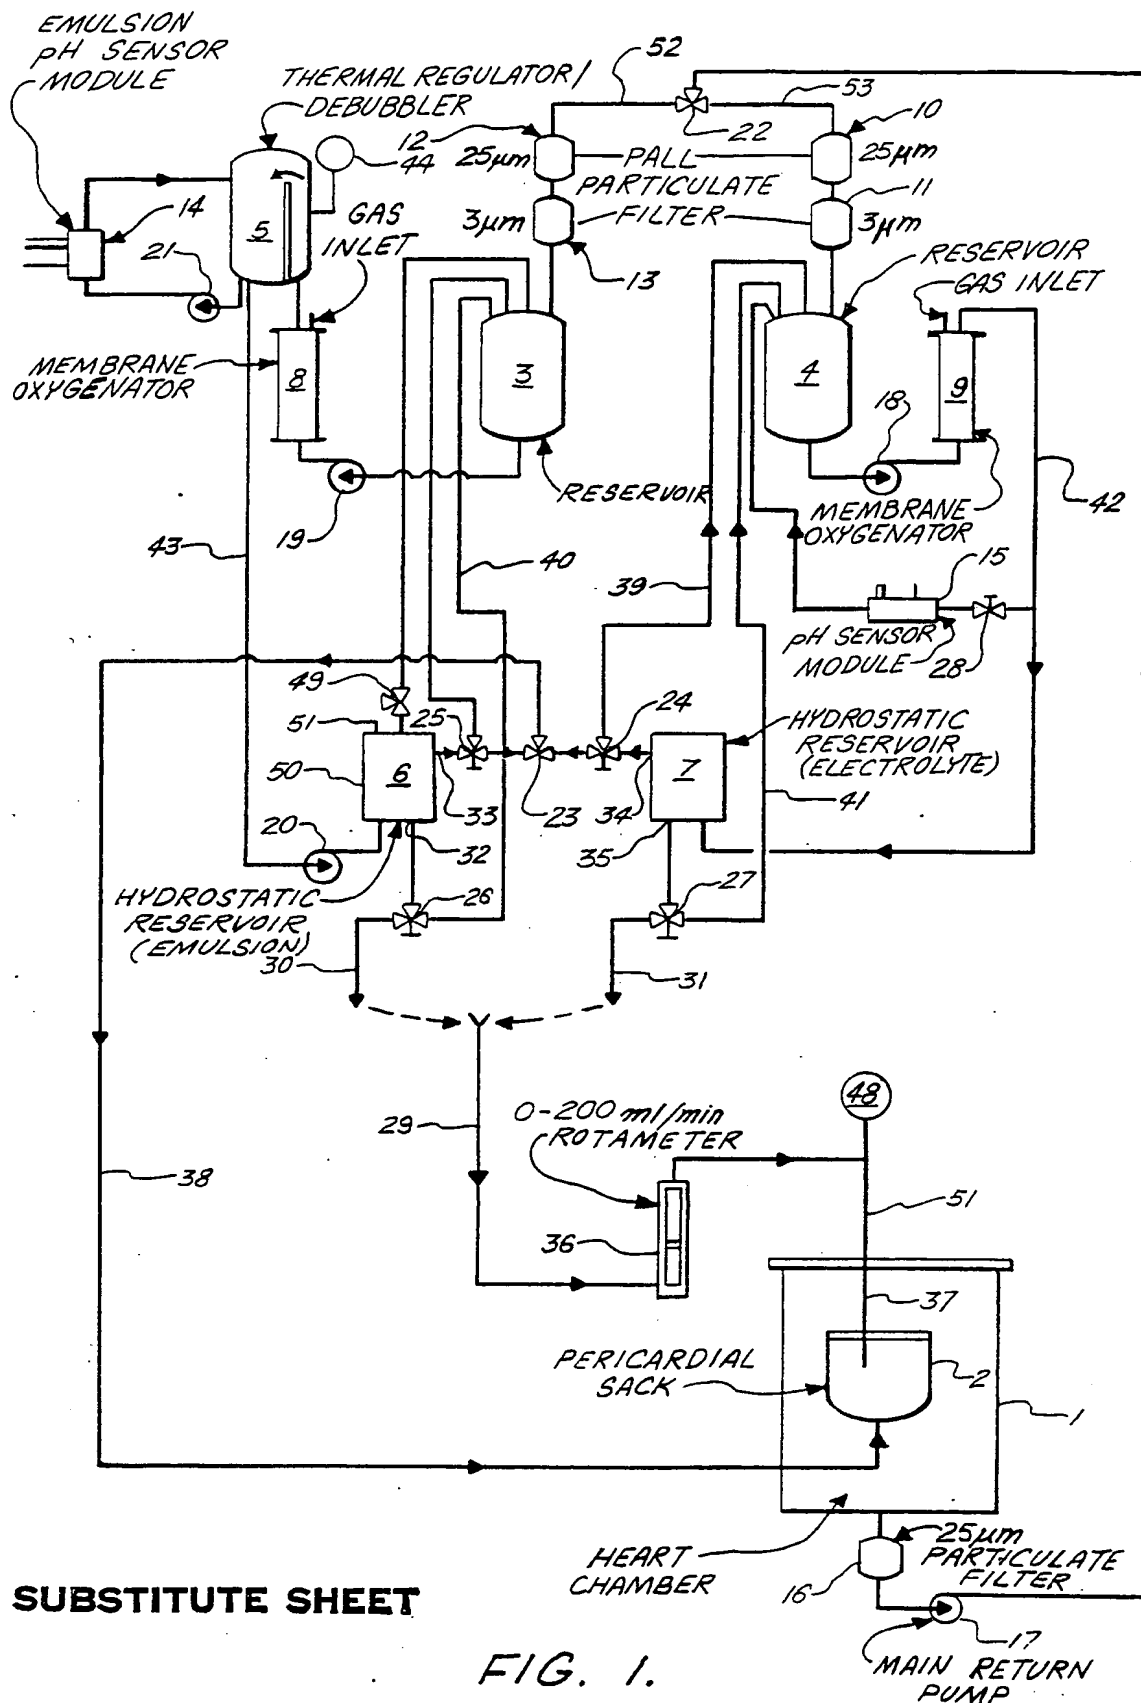 EMULSION
pH SENSOR
MODULE
THERMAL REGULATOR/
DEBUBBLER
52
53
22
12
25µm
44
PALL
PARTICULATE
FILTER
10
25µm
11
3µm
3µm
13
14
5
21
GAS
INLET
RESERVOIR
GAS INLET
MEMBRANE
OXYGENATOR
8
3
4
9
18
19
RESERVOIR
MEMBRANE
OXYGENATOR
42
43
40
39
15
pH SENSOR
MODULE
28
49
51
25
24
HYDROSTATIC
RESERVOIR
(ELECTROLYTE)
50
6
7
33
23
34
41
20
32
35
HYDROSTATIC
RESERVOIR
(EMULSION)
26
27
30
31
48
0-200 ml/min
ROTAMETER
29
38
51
36
37
PERICARDIAL
SACK
2
1
HEART
CHAMBER
25µm
PARTICULATE
FILTER
16
17
MAIN RETURN
PUMP
SUBSTITUTE SHEET
FIG. 1.